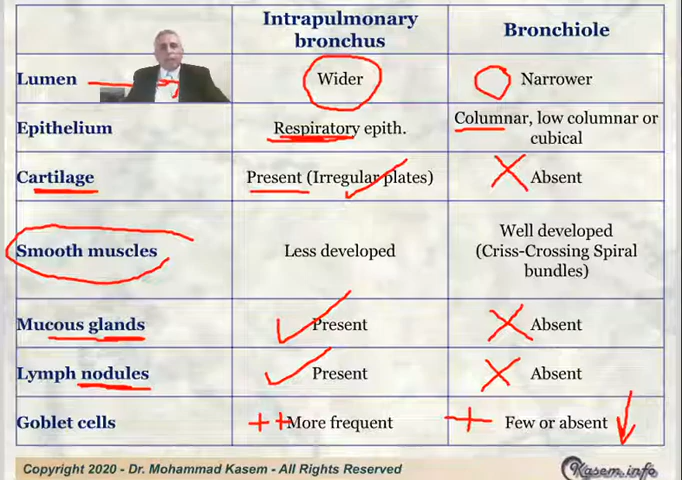 Intrapulmonary bronchus
Bronchiole
Lumen
Wider
Narrower
Epithelium
Respiratory epith.
Columnar, low columnar or
cubical
Cartilage
Present (Irregular plates)
Absent
Smooth muscles
Less developed
Well developed
(Criss-Crossing Spiral
bundles)
Mucous glands
Present
Absent
Lymph nodules
Present
Absent
Goblet cells
++More frequent
+ Few or absent
Copyright 2020 - Dr. Mohammad Kasem - All Rights Reserved
Kasem.info